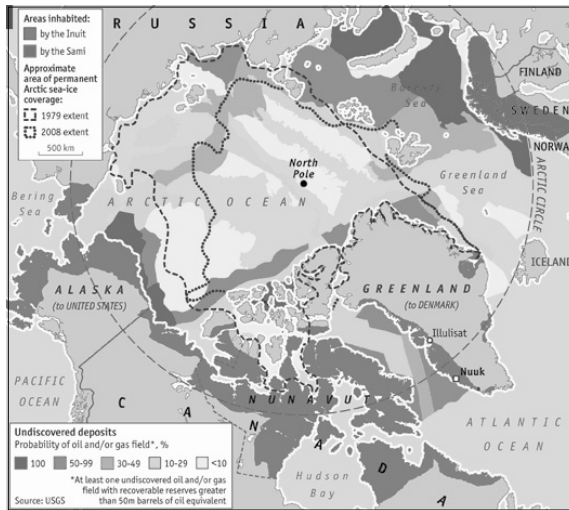 Areas inhabited:
by the Inuit
by the Sami
Approximate
area of permanent
Arctic sea-ice
coverage:
1979 extent
2008 extent
500 km
RUSSIA
FINLAND
SWEDEN
NORWA
Barents
Sea
North
Pole
Greenland
Sea
ARCTIC CIRCLE
Bering
Sea
ARCTIC OCEAN
ICELAND
ALASKA
(to UNITED STATES)
GREENLAND
(to DENMARK)
Illulisat
Nuuk
PACIFIC
OCEAN
NUNAVUT
CANADA
ATLANTIC
OCEAN
Hudson
Bay
Undiscovered deposits
Probability of oil and/or gas field*, %
100 50-99 30-49 10-29 <10
*At least one undiscovered oil and/or gas
field with recoverable reserves greater
than 50m barrels of oil equivalent
Source: USGS